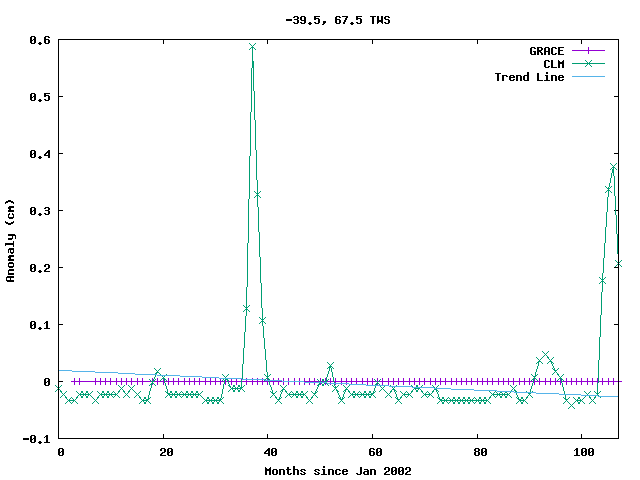 -39.5, 67.5 TWS
GRACE
CLM
Trend Line
0.6
0.5
0.4
0.3
0.2
0.1
0
-0.1
Anomaly (cm)
0 20 40 60 80 100
Months since Jan 2002